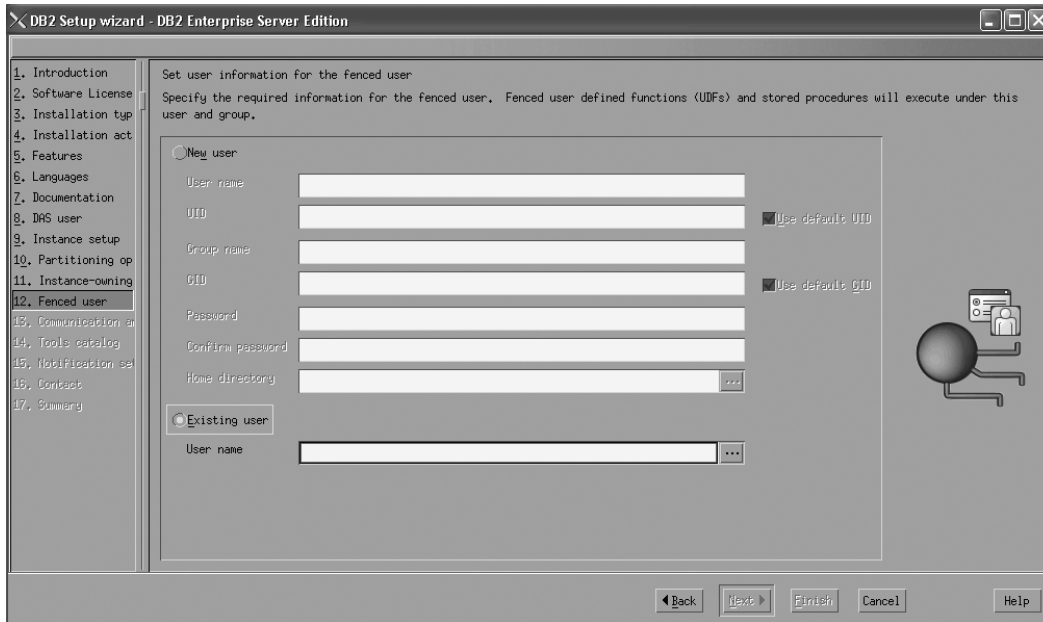 DB2 Setup wizard - DB2 Enterprise Server Edition
1. Introduction
2. Software License
3. Installation typ
4. Installation act
5. Features
6. Languages
7. Documentation
8. DAS user
9. Instance setup
10. Partitioning op
11. Instance-owning
12. Fenced user
13. Communication an
14. Tools catalog
15. Notification set
16. Contact
17. Summary
Set user information for the fenced user
Specify the required information for the fenced user. Fenced user defined functions (UDFs) and stored procedures will execute under this
user and group.
New user
User name
UID
Use default UID
Group name
GID
Use default GID
Password
Confirm password
Home directory
...
Existing user
User name
...
Back
Next
Finish
Cancel
Help